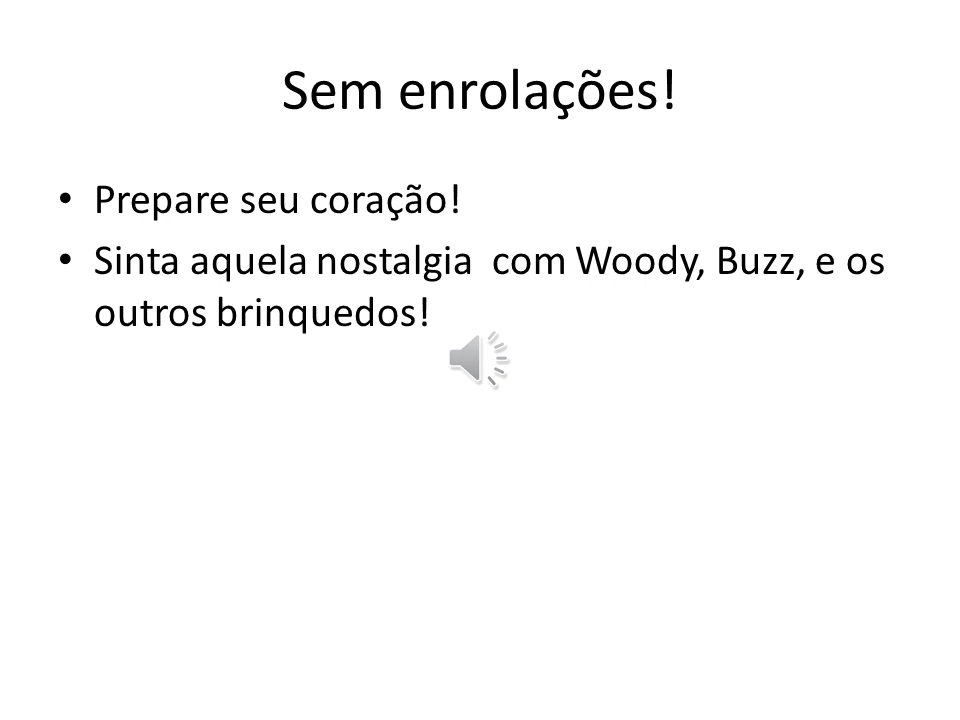 Sem enrolações!
• Prepare seu coração!
• Sinta aquela nostalgia  com Woody, Buzz, e os
outros brinquedos!